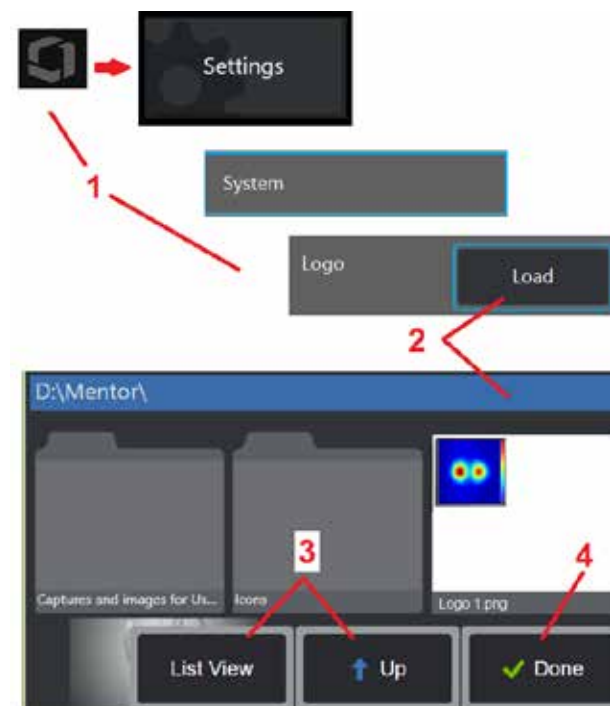 Settings
1
System
Logo
Load
2
D:\Mentor\
3
4
Captures and images for Us...
Icons
Logo 1.png
List View
Up
Done